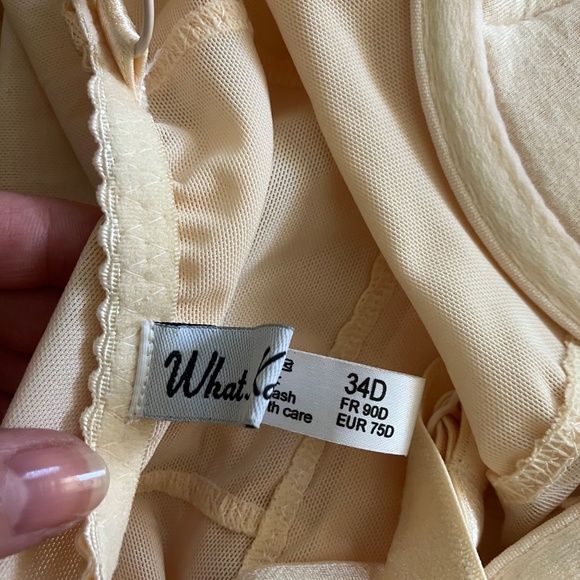 What.
34D
FR 90D
EUR 75D
ash
th care